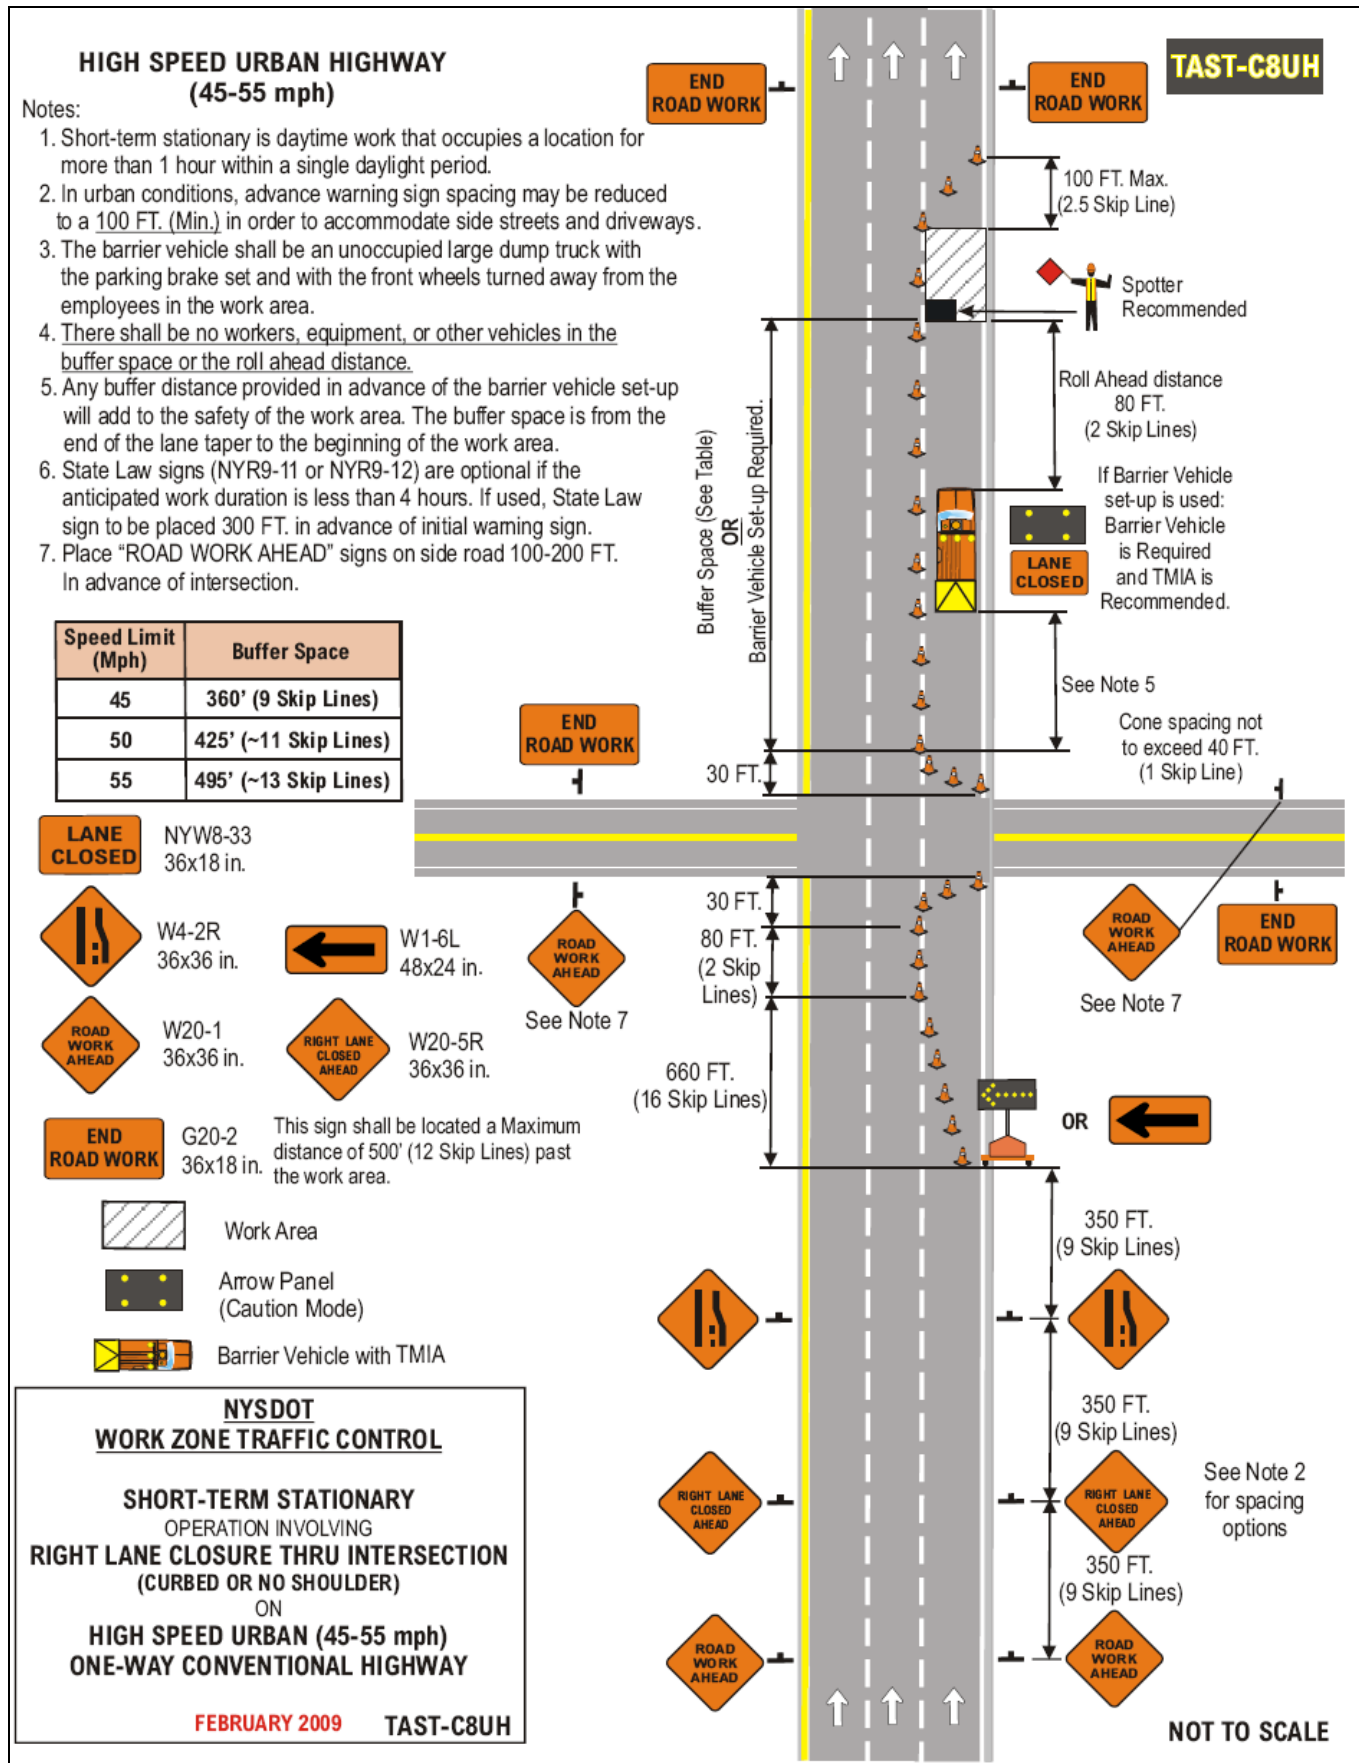 HIGH SPEED URBAN HIGHWAY
(45-55 mph)
Notes:
1. Short-term stationary is daytime work that occupies a location for
more than 1 hour within a single daylight period.
2. In urban conditions, advance warning sign spacing may be reduced
to a 100 FT. (Min.) in order to accommodate side streets and driveways.
3. The barrier vehicle shall be an unoccupied large dump truck with
the parking brake set and with the front wheels turned away from the
employees in the work area.
4. There shall be no workers, equipment, or other vehicles in the
buffer space or the roll ahead distance.
5. Any buffer distance provided in advance of the barrier vehicle set-up
will add to the safety of the work area. The buffer space is from the
end of the lane taper to the beginning of the work area.
6. State Law signs (NYR9-11 or NYR9-12) are optional if the
anticipated work duration is less than 4 hours. If used, State Law
sign to be placed 300 FT. in advance of initial warning sign.
7. Place “ROAD WORK AHEAD” signs on side road 100-200 FT.
In advance of intersection.
Speed Limit
(Mph)
Buffer Space
45
360’ (9 Skip Lines)
50
425’ (~11 Skip Lines)
55
495’ (~13 Skip Lines)
LANE
CLOSED
NYW8-33
36x18 in.
W4-2R
36x36 in.
W1-6L
48x24 in.
ROAD
WORK
AHEAD
W20-1
36x36 in.
RIGHT LANE
CLOSED
AHEAD
W20-5R
36x36 in.
END
ROAD WORK
G20-2
36x18 in.
This sign shall be located a Maximum
distance of 500’ (12 Skip Lines) past
the work area.
Work Area
Arrow Panel
(Caution Mode)
Barrier Vehicle with TMIA
NYSDOT
WORK ZONE TRAFFIC CONTROL
SHORT-TERM STATIONARY
OPERATION INVOLVING
RIGHT LANE CLOSURE THRU INTERSECTION
(CURBED OR NO SHOULDER)
ON
HIGH SPEED URBAN (45-55 mph)
ONE-WAY CONVENTIONAL HIGHWAY
FEBRUARY 2009
TAST-C8UH
TAST-C8UH
END
ROAD WORK
END
ROAD WORK
100 FT. Max.
(2.5 Skip Line)
Spotter
Recommended
Roll Ahead distance
80 FT.
(2 Skip Lines)
Buffer Space (See Table)
OR
Barrier Vehicle Set-up Required.
If Barrier Vehicle
set-up is used:
Barrier Vehicle
is Required
and TMIA is
Recommended.
LANE
CLOSED
See Note 5
Cone spacing not
to exceed 40 FT.
(1 Skip Line)
END
ROAD WORK
30 FT.
30 FT.
80 FT.
(2 Skip
Lines)
ROAD
WORK
AHEAD
See Note 7
ROAD
WORK
AHEAD
See Note 7
END
ROAD WORK
660 FT.
(16 Skip Lines)
OR
350 FT.
(9 Skip Lines)
350 FT.
(9 Skip Lines)
RIGHT LANE
CLOSED
AHEAD
RIGHT LANE
CLOSED
AHEAD
See Note 2
for spacing
options
350 FT.
(9 Skip Lines)
ROAD
WORK
AHEAD
ROAD
WORK
AHEAD
NOT TO SCALE